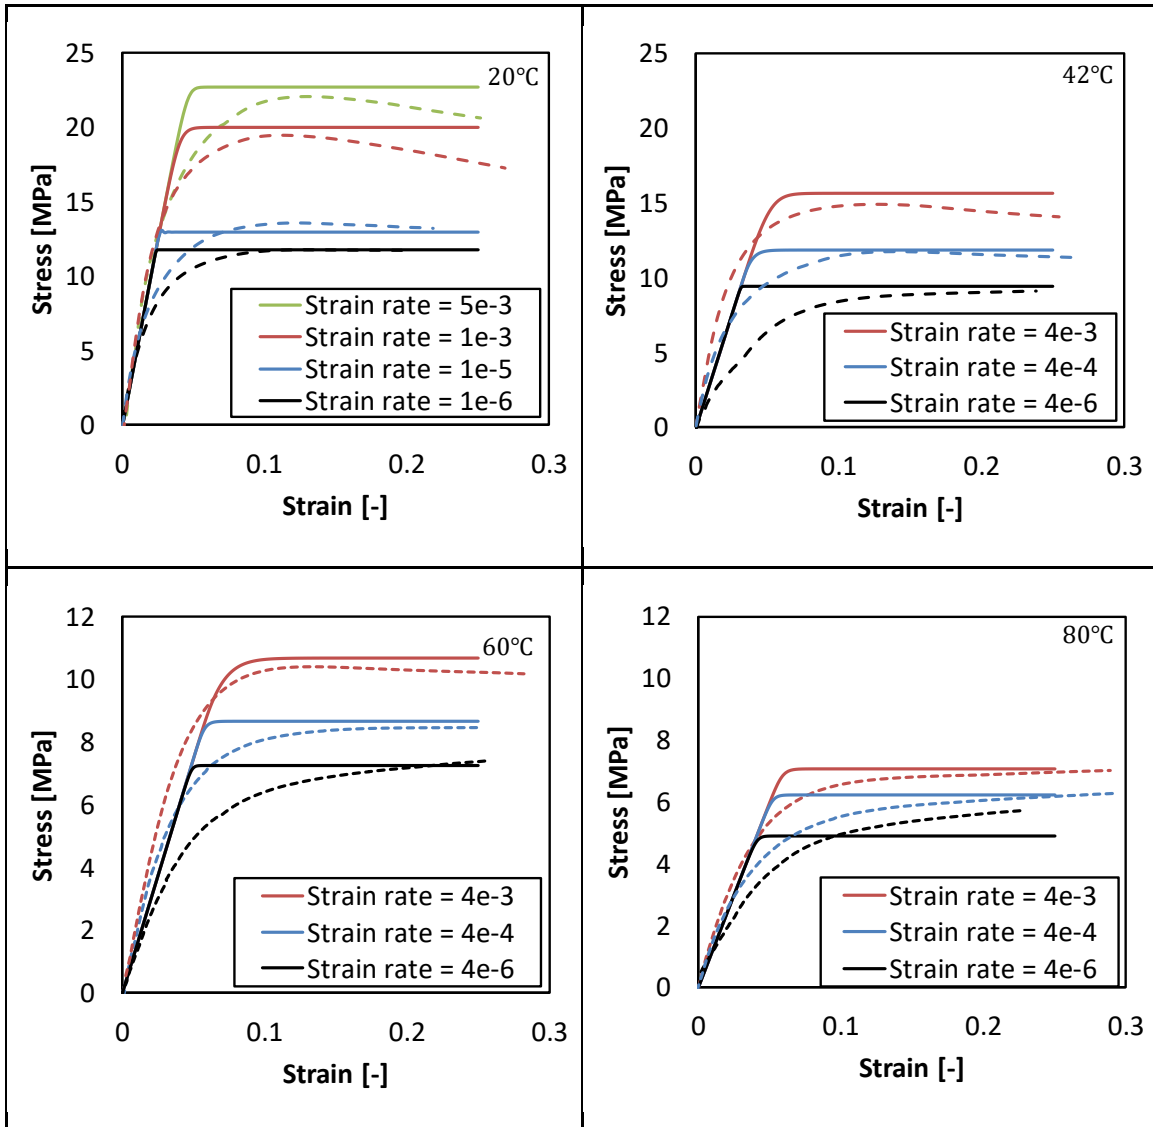 25
20
15
10
5
0
0
0.1
0.2
0.3
Stress [MPa]
Strain [-]
20℃
Strain rate = 5e-3
Strain rate = 1e-3
Strain rate = 1e-5
Strain rate = 1e-6
25
20
15
10
5
0
0
0.1
0.2
0.3
Stress [MPa]
Strain [-]
42℃
Strain rate = 4e-3
Strain rate = 4e-4
Strain rate = 4e-6
12
10
8
6
4
2
0
0
0.1
0.2
0.3
Stress [MPa]
Strain [-]
60℃
Strain rate = 4e-3
Strain rate = 4e-4
Strain rate = 4e-6
12
10
8
6
4
2
0
0
0.1
0.2
0.3
Stress [MPa]
Strain [-]
80℃
Strain rate = 4e-3
Strain rate = 4e-4
Strain rate = 4e-6